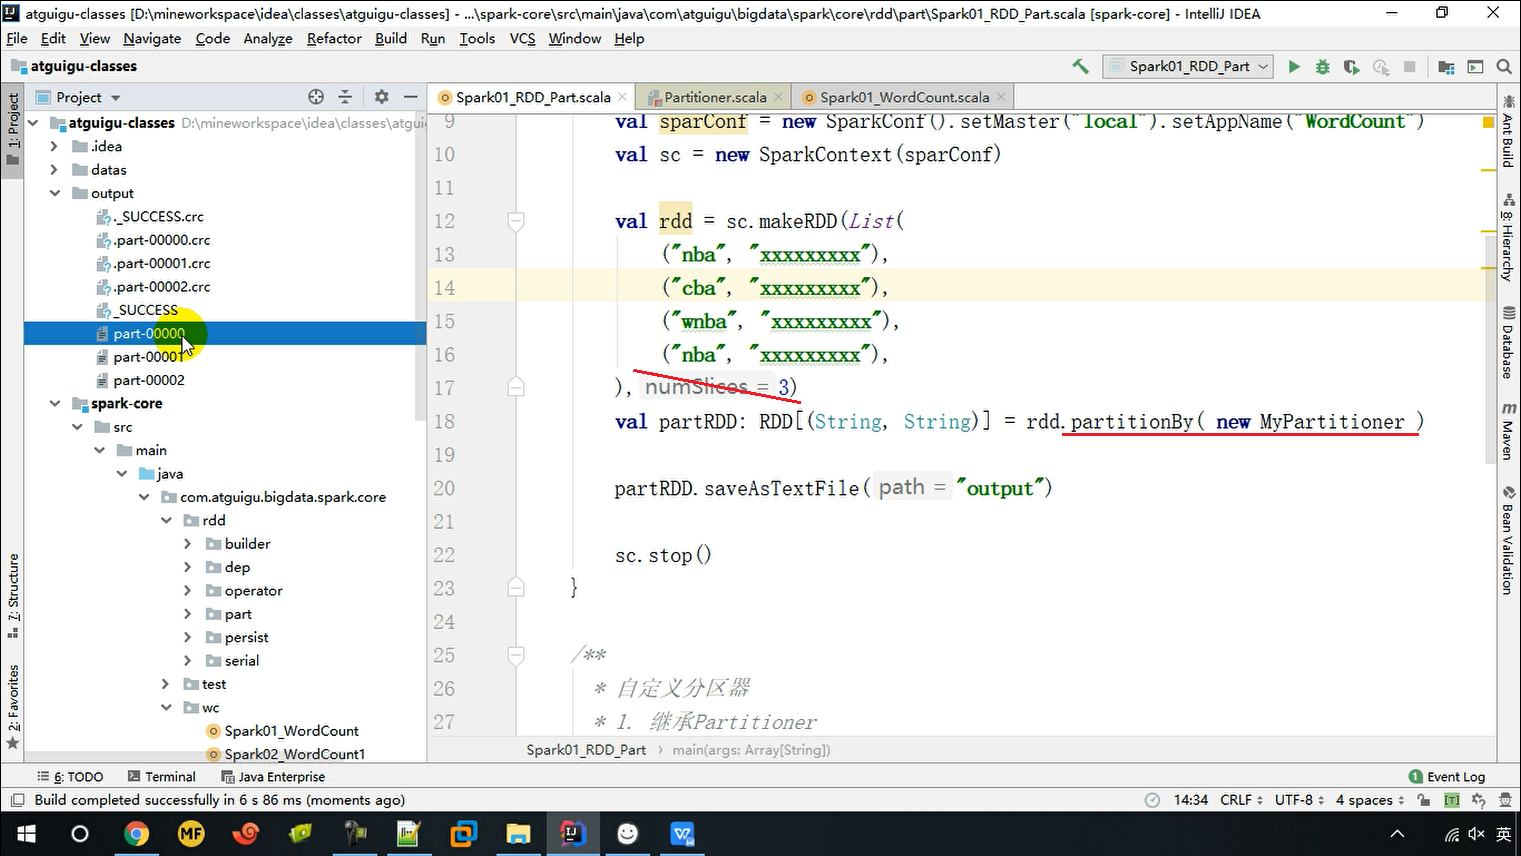 atguigu-classes [D:\mineworkspace\idea\classes\atguigu-classes] - ...\spark-core\src\main\java\com\atguigu\bigdata\spark\core\rdd\part\Spark01_RDD_Part.scala [spark-core] - IntelliJ IDEA
File Edit View Navigate Code Analyze Refactor Build Run Tools VCS Window Help
atguigu-classes
Spark01_RDD_Part
Project
Spark01_RDD_Part.scala
Partitioner.scala
Spark01_WordCount.scala
1: Project
7: Structure
2: Favorites
atguigu-classes D:\mineworkspace\idea\classes\atguig
.idea
datas
output
._SUCCESS.crc
.part-00000.crc
.part-00001.crc
.part-00002.crc
_SUCCESS
part-00000
part-00001
part-00002
spark-core
src
main
java
com.atguigu.bigdata.spark.core
rdd
builder
dep
operator
part
persist
serial
test
wc
Spark01_WordCount
Spark02_WordCount1
9 val sparConf = new SparkConf().setMaster("local").setAppName("WordCount")
10 val sc = new SparkContext(sparConf)
11
12 val rdd = sc.makeRDD(List(
13 ("nba", "xxxxxxxxx"),
14 ("cba", "xxxxxxxxx"),
15 ("wnba", "xxxxxxxxx"),
16 ("nba", "xxxxxxxxx"),
17 ), numSlices = 3)
18 val partRDD: RDD[(String, String)] = rdd.partitionBy( new MyPartitioner )
19
20 partRDD.saveAsTextFile( path = "output")
21
22 sc.stop()
23 }
24
25 /**
26 * 自定义分区器
27 * 1. 继承Partitioner
Spark01_RDD_Part › main(args: Array[String])
Ant Build
8: Hierarchy
Database
Maven
Bean Validation
6: TODO Terminal Java Enterprise
1 Event Log
Build completed successfully in 6 s 86 ms (moments ago)
14:34 CRLF UTF-8 4 spaces
MF
英